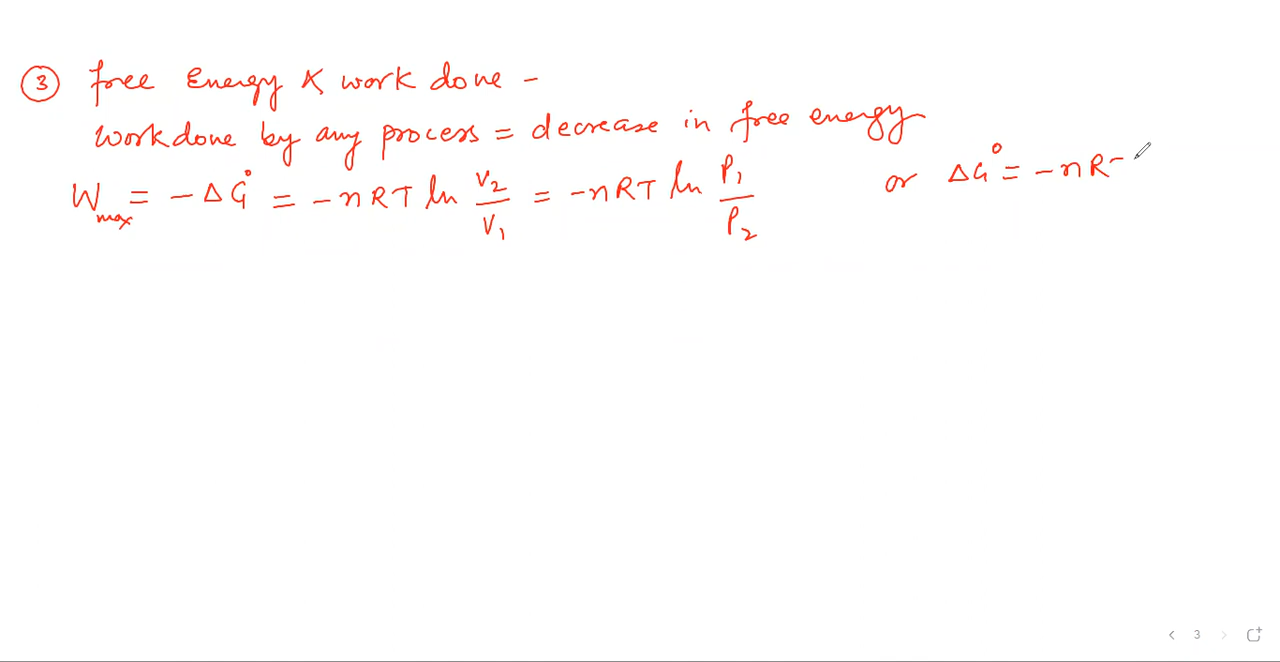 ③ free Energy & work done -
workdone by any process = decrease in free energy
W max = - ΔG° = - nRT ln V2/V1 = -nRT ln P1/P2 or ΔG° = -nR-
< 3 >